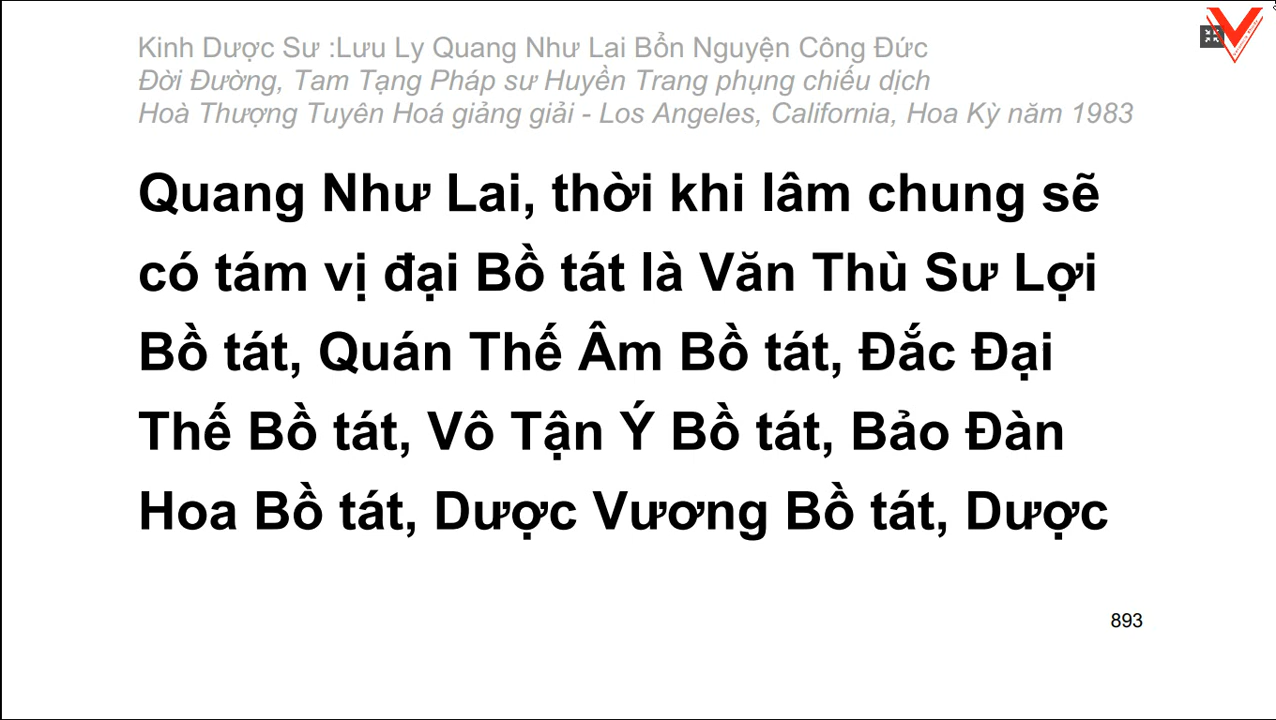 Kinh Dược Sư :Lưu Ly Quang Như Lai Bổn Nguyện Công Đức
Đời Đường, Tam Tạng Pháp sư Huyền Trang phụng chiếu dịch
Hoà Thượng Tuyên Hoá giảng giải - Los Angeles, California, Hoa Kỳ năm 1983
Quang Như Lai, thời khi lâm chung sẽ
có tám vị đại Bồ tát là Văn Thù Sư Lợi
Bồ tát, Quán Thế Âm Bồ tát, Đắc Đại
Thế Bồ tát, Vô Tận Ý Bồ tát, Bảo Đàn
Hoa Bồ tát, Dược Vương Bồ tát, Dược
893